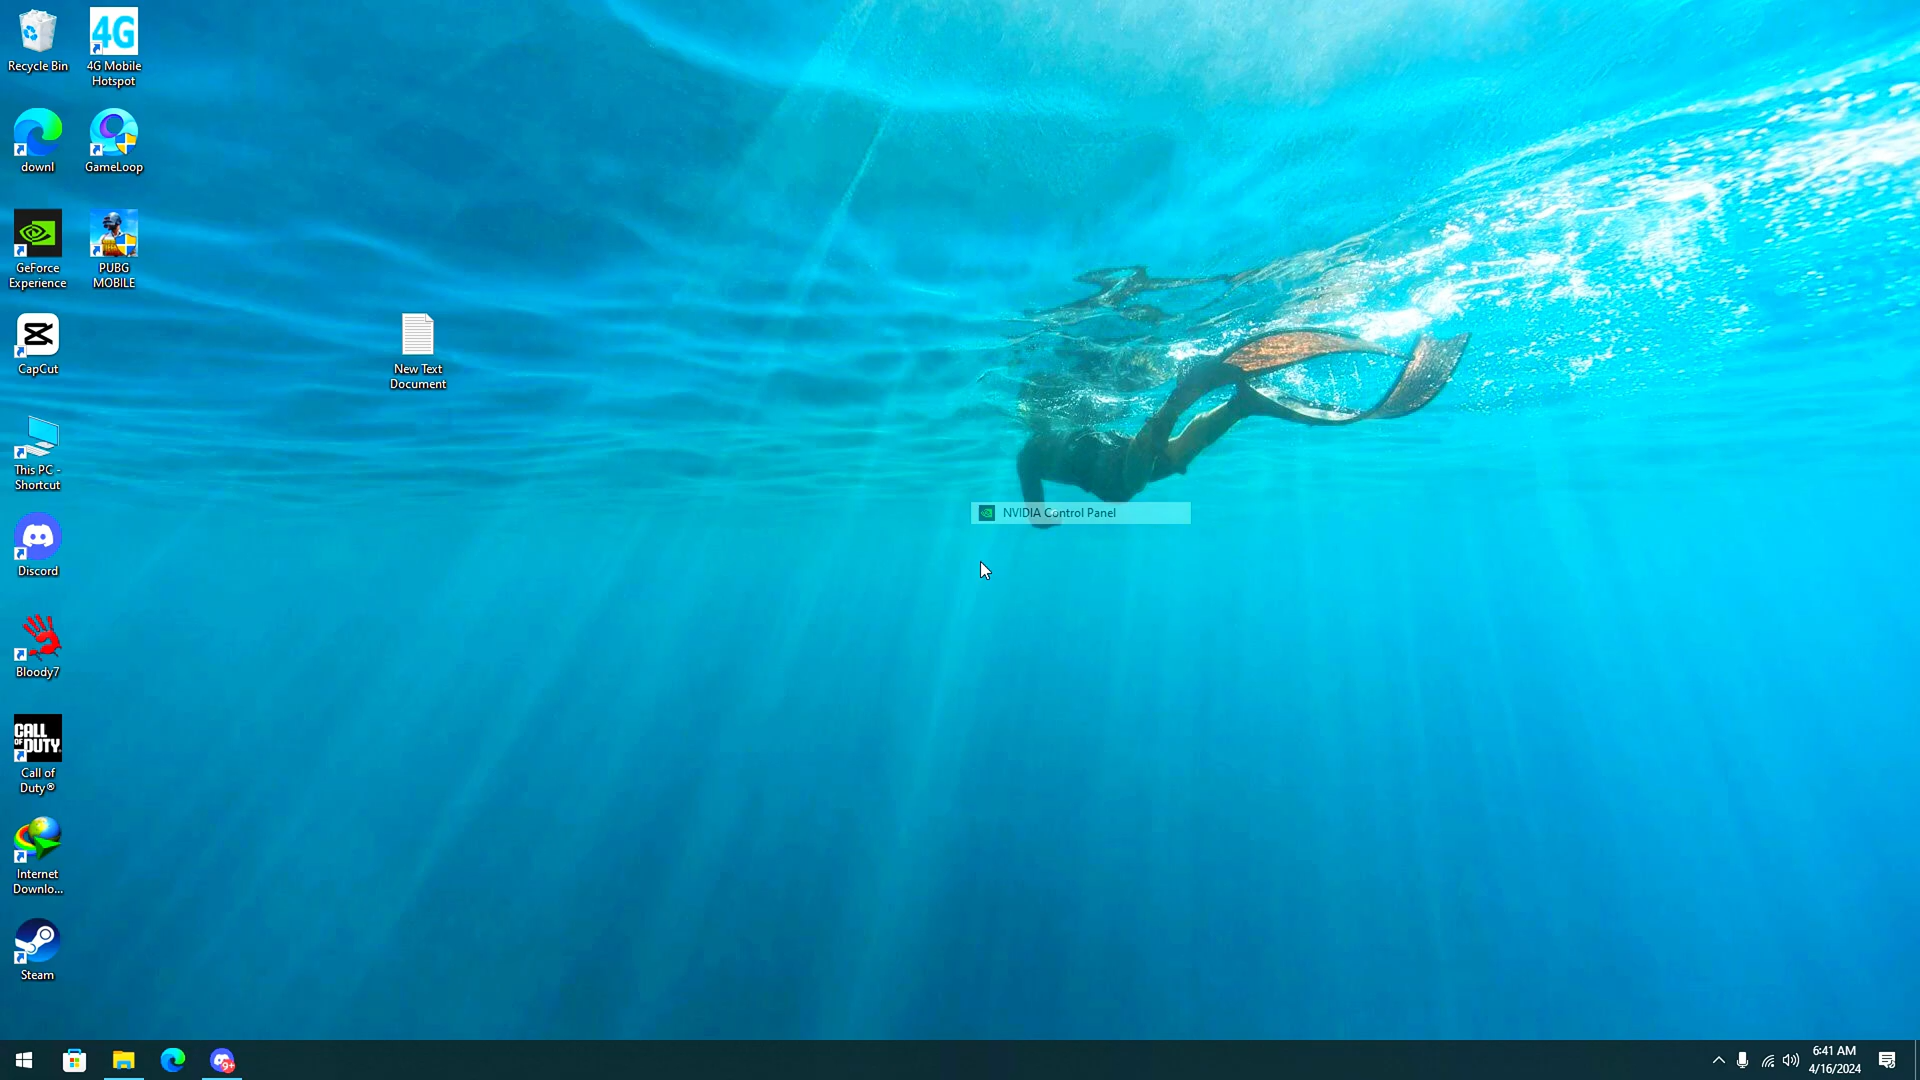 Recycle Bin
4G
4G Mobile
Hotspot
downl
GameLoop
GeForce
Experience
PUBG
MOBILE
CapCut
New Text
Document
This PC -
Shortcut
NVIDIA Control Panel
Discord
Bloody7
CALL
OF DUTY
Call of
Duty®
Internet
Downlo...
Steam
9+
6:41 AM
4/16/2024